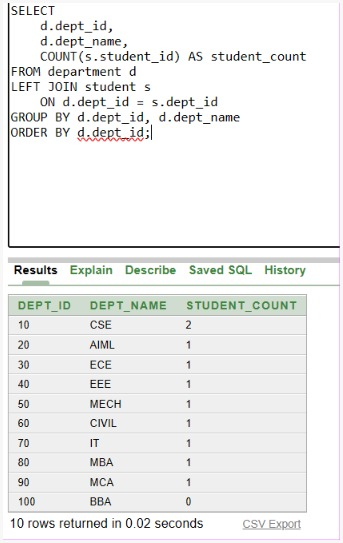 SELECT
    d.dept_id,
    d.dept_name,
    COUNT(s.student_id) AS student_count
FROM department d
LEFT JOIN student s
    ON d.dept_id = s.dept_id
GROUP BY d.dept_id, d.dept_name
ORDER BY d.dept_id;
Results Explain Describe Saved SQL History
DEPT_ID DEPT_NAME STUDENT_COUNT
10 CSE 2
20 AIML 1
30 ECE 1
40 EEE 1
50 MECH 1
60 CIVIL 1
70 IT 1
80 MBA 1
90 MCA 1
100 BBA 0
10 rows returned in 0.02 seconds CSV Export